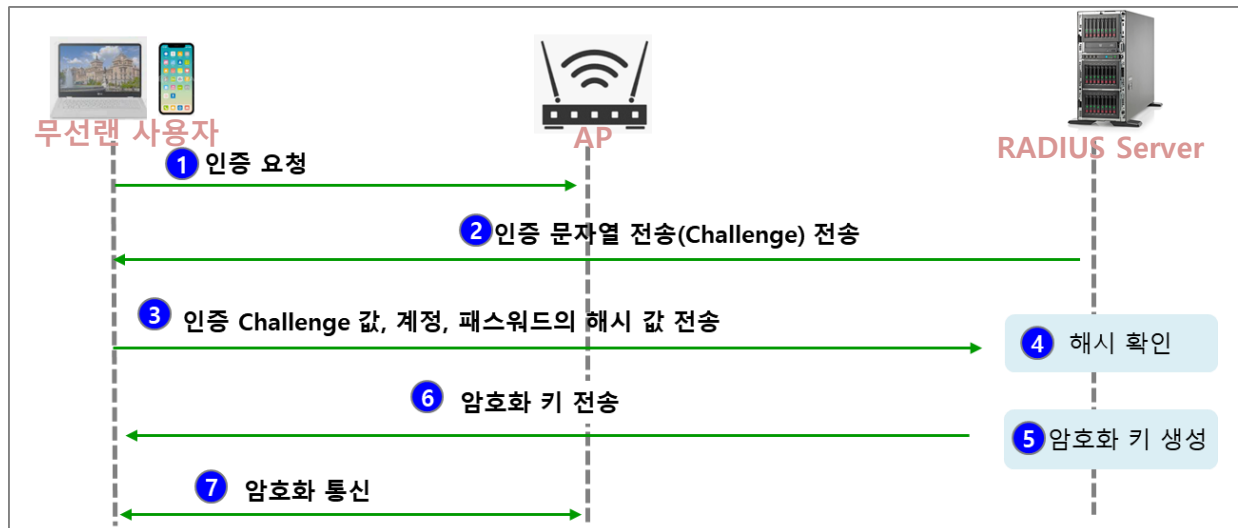 무선랜 사용자
AP
RADIUS Server
1 인증 요청
2 인증 문자열 전송(Challenge) 전송
3 인증 Challenge 값, 계정, 패스워드의 해시 값 전송
4 해시 확인
6 암호화 키 전송
5 암호화 키 생성
7 암호화 통신